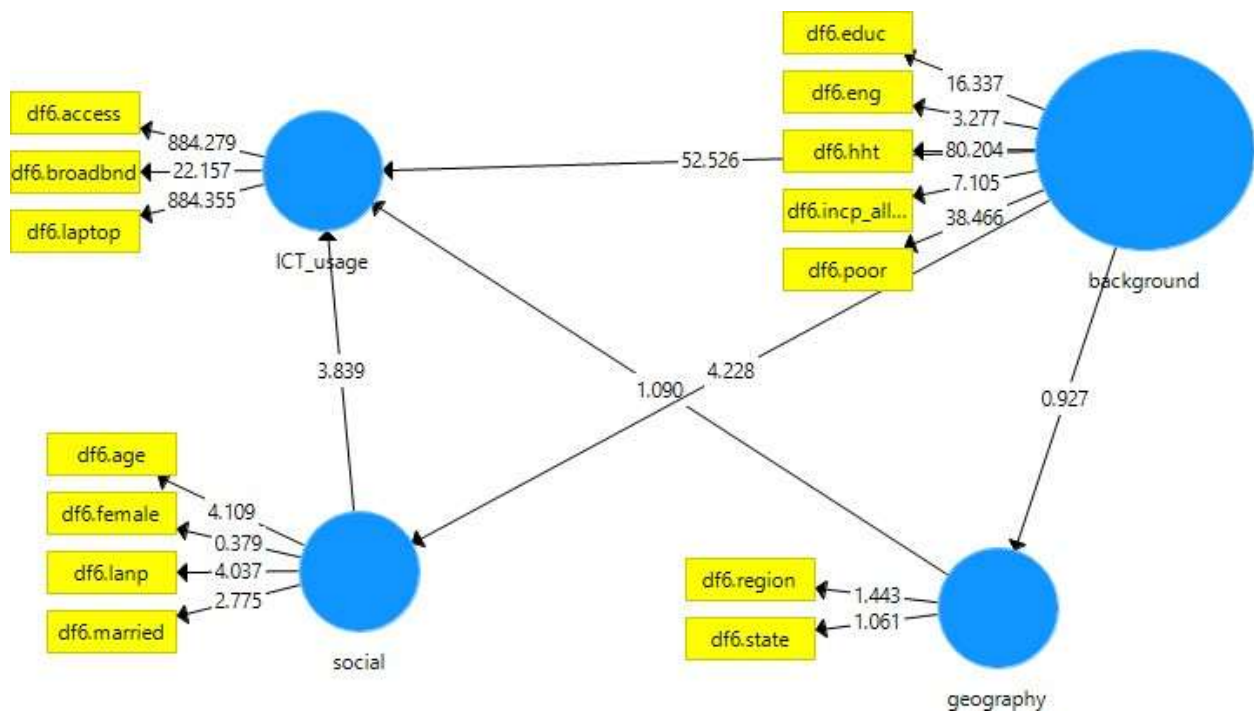 df6.educ
16.337
df6.eng
3.277
df6.access
884.279
df6.broadbnd
22.157
df6.laptop
884.355
52.526
df6.hht
80.204
df6.incp_all...
7.105
df6.poor
38.466
ICT_usage
background
3.839
1.090
4.228
0.927
df6.age
4.109
df6.female
0.379
df6.lanp
4.037
df6.married
2.775
social
df6.region
1.443
df6.state
1.061
geography